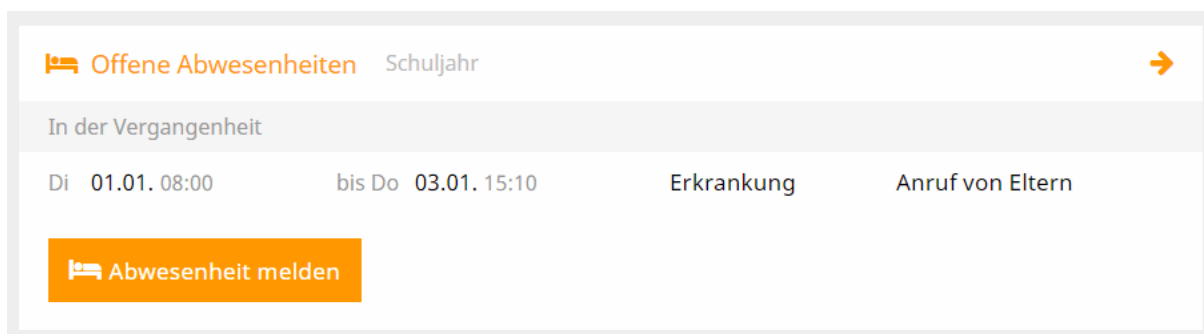 Offene Abwesenheiten Schuljahr
In der Vergangenheit
Di 01.01. 08:00 bis Do 03.01. 15:10 Erkrankung Anruf von Eltern
Abwesenheit melden